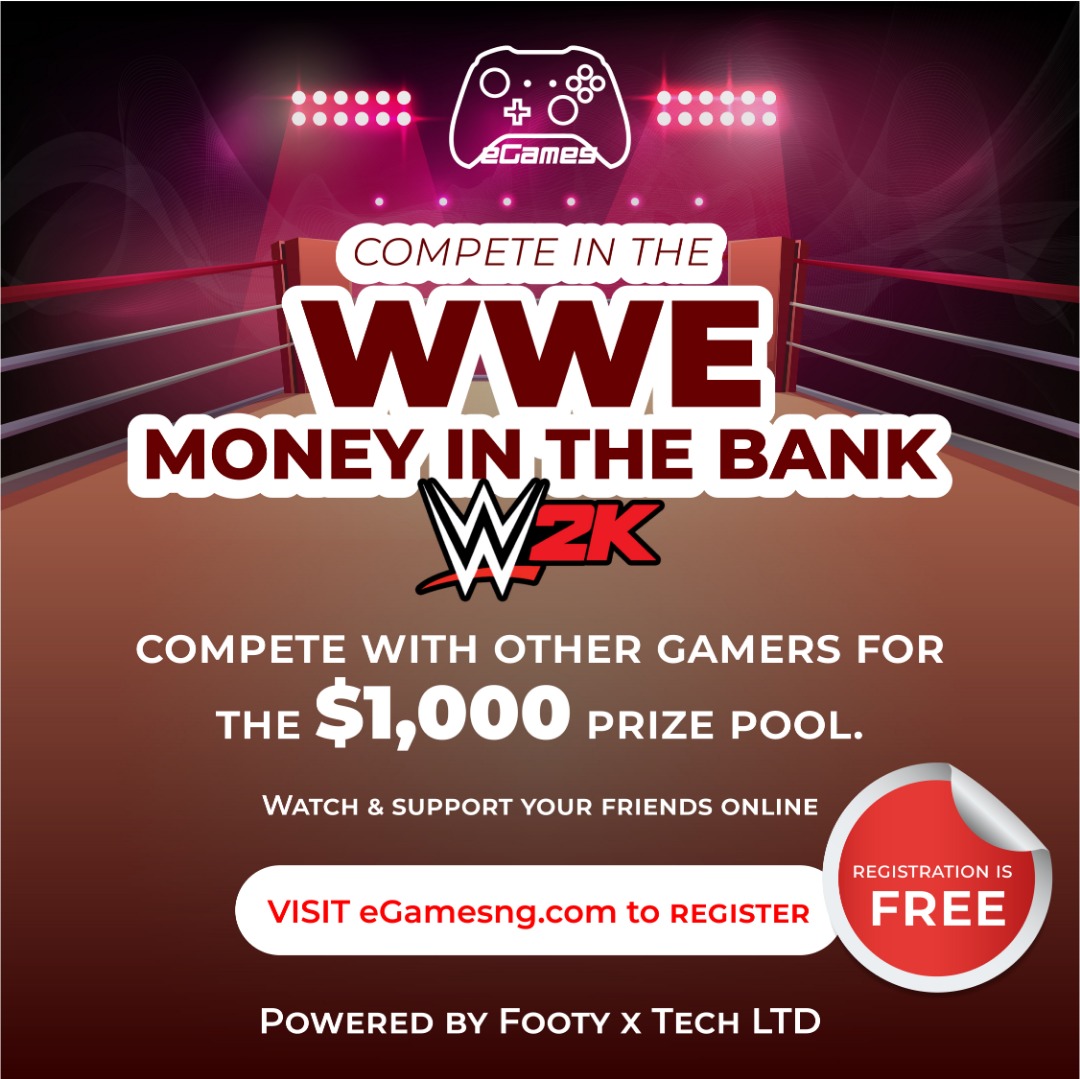 eGames
COMPETE IN THE
WWE
MONEY IN THE BANK
W 2K
COMPETE WITH OTHER GAMERS FOR
THE $1,000 PRIZE POOL.
WATCH & SUPPORT YOUR FRIENDS ONLINE
REGISTRATION IS
FREE
VISIT eGamesng.com to REGISTER
POWERED BY FOOTY X TECH LTD